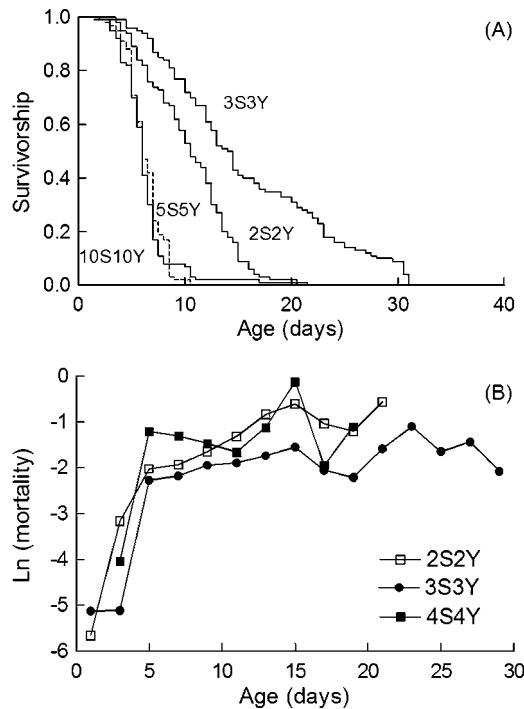 (A)
1.0
0.8
0.6
0.4
0.2
0.0
Survivorship
3S3Y
5S5Y
2S2Y
10S10Y
0 10 20 30 40
Age (days)
(B)
0
-1
-2
-3
-4
-5
-6
Ln (mortality)
2S2Y
3S3Y
4S4Y
0 5 10 15 20 25 30
Age (days)